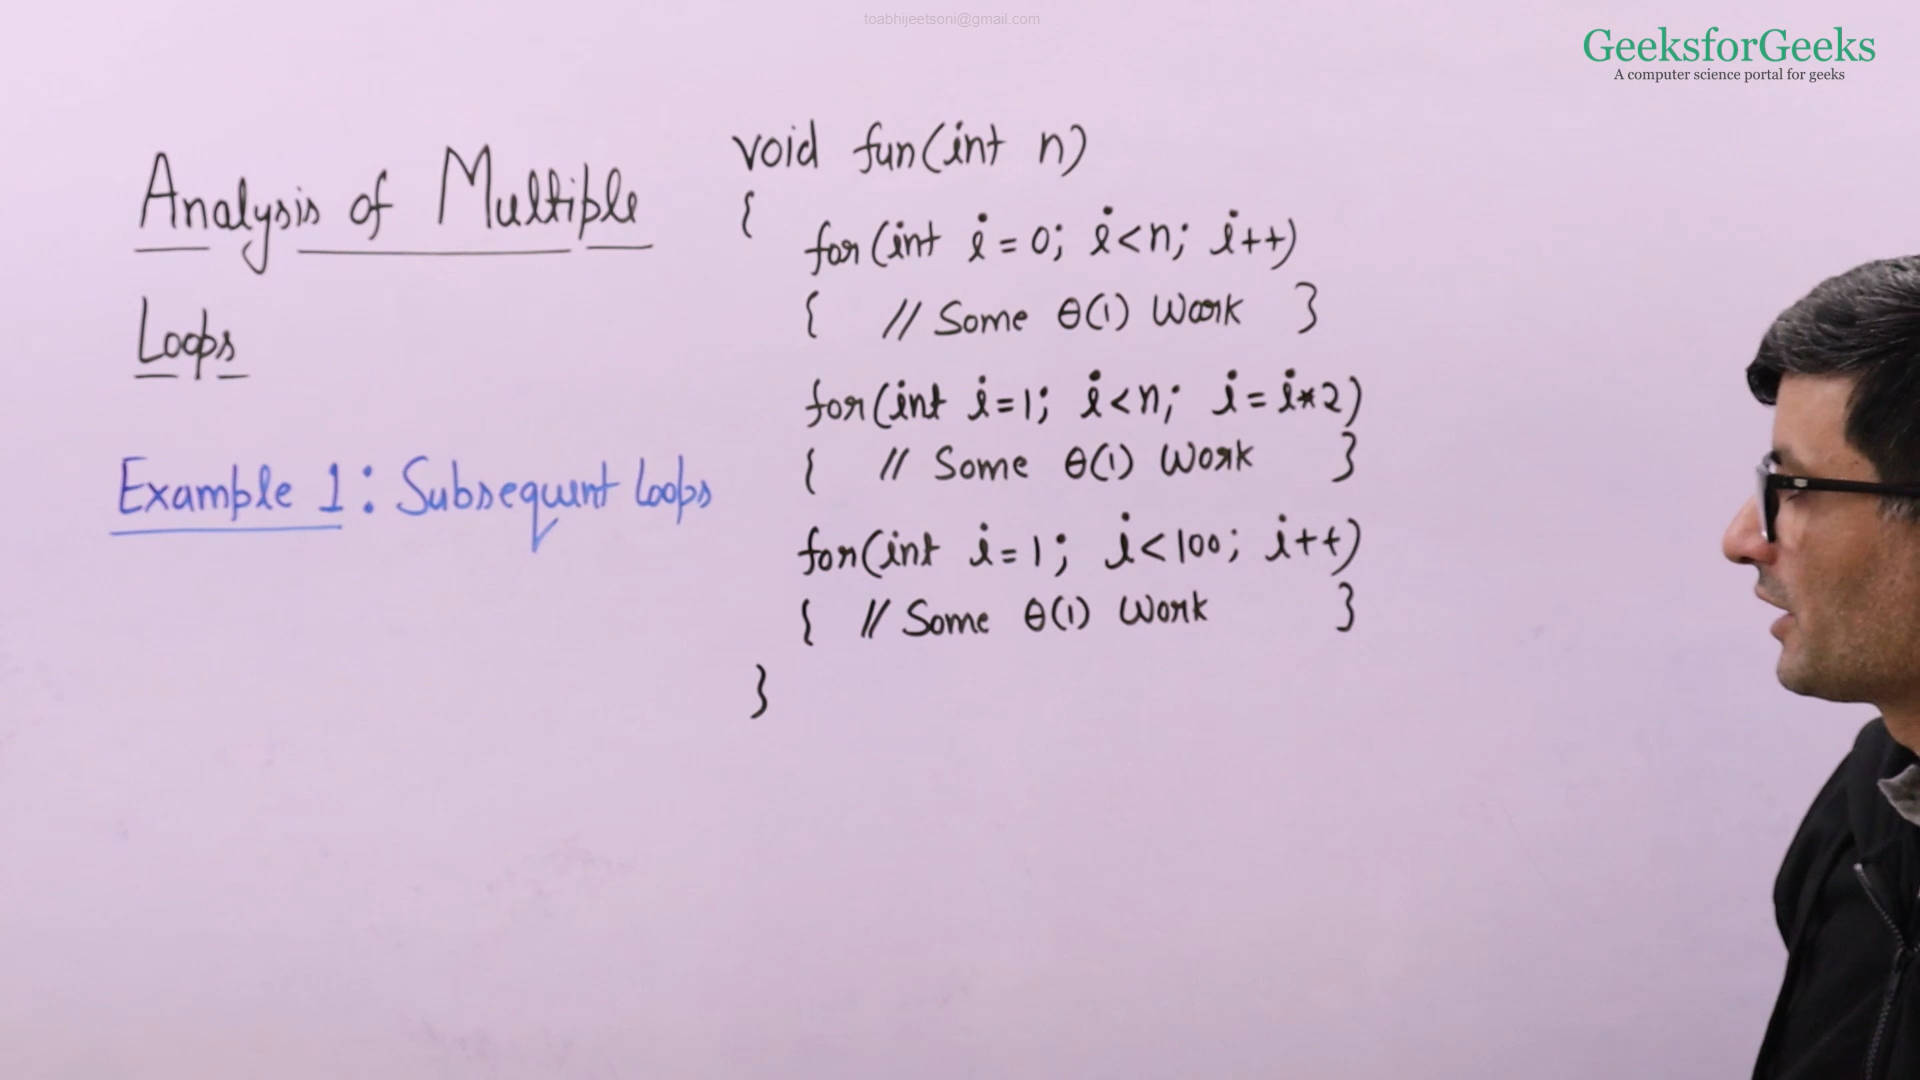 toabhijeetsoni@gmail.com
GeeksforGeeks
A computer science portal for geeks
Analysis of Multiple
Loops
Example 1: Subsequent Loops
void fun(int n)
{
for(int i=0; i<n; i++)
{ // Some θ(1) Work }
for(int i=1; i<n; i=i*2)
{ // Some θ(1) Work }
for(int i=1; i<100; i++)
{ // Some θ(1) Work }
}